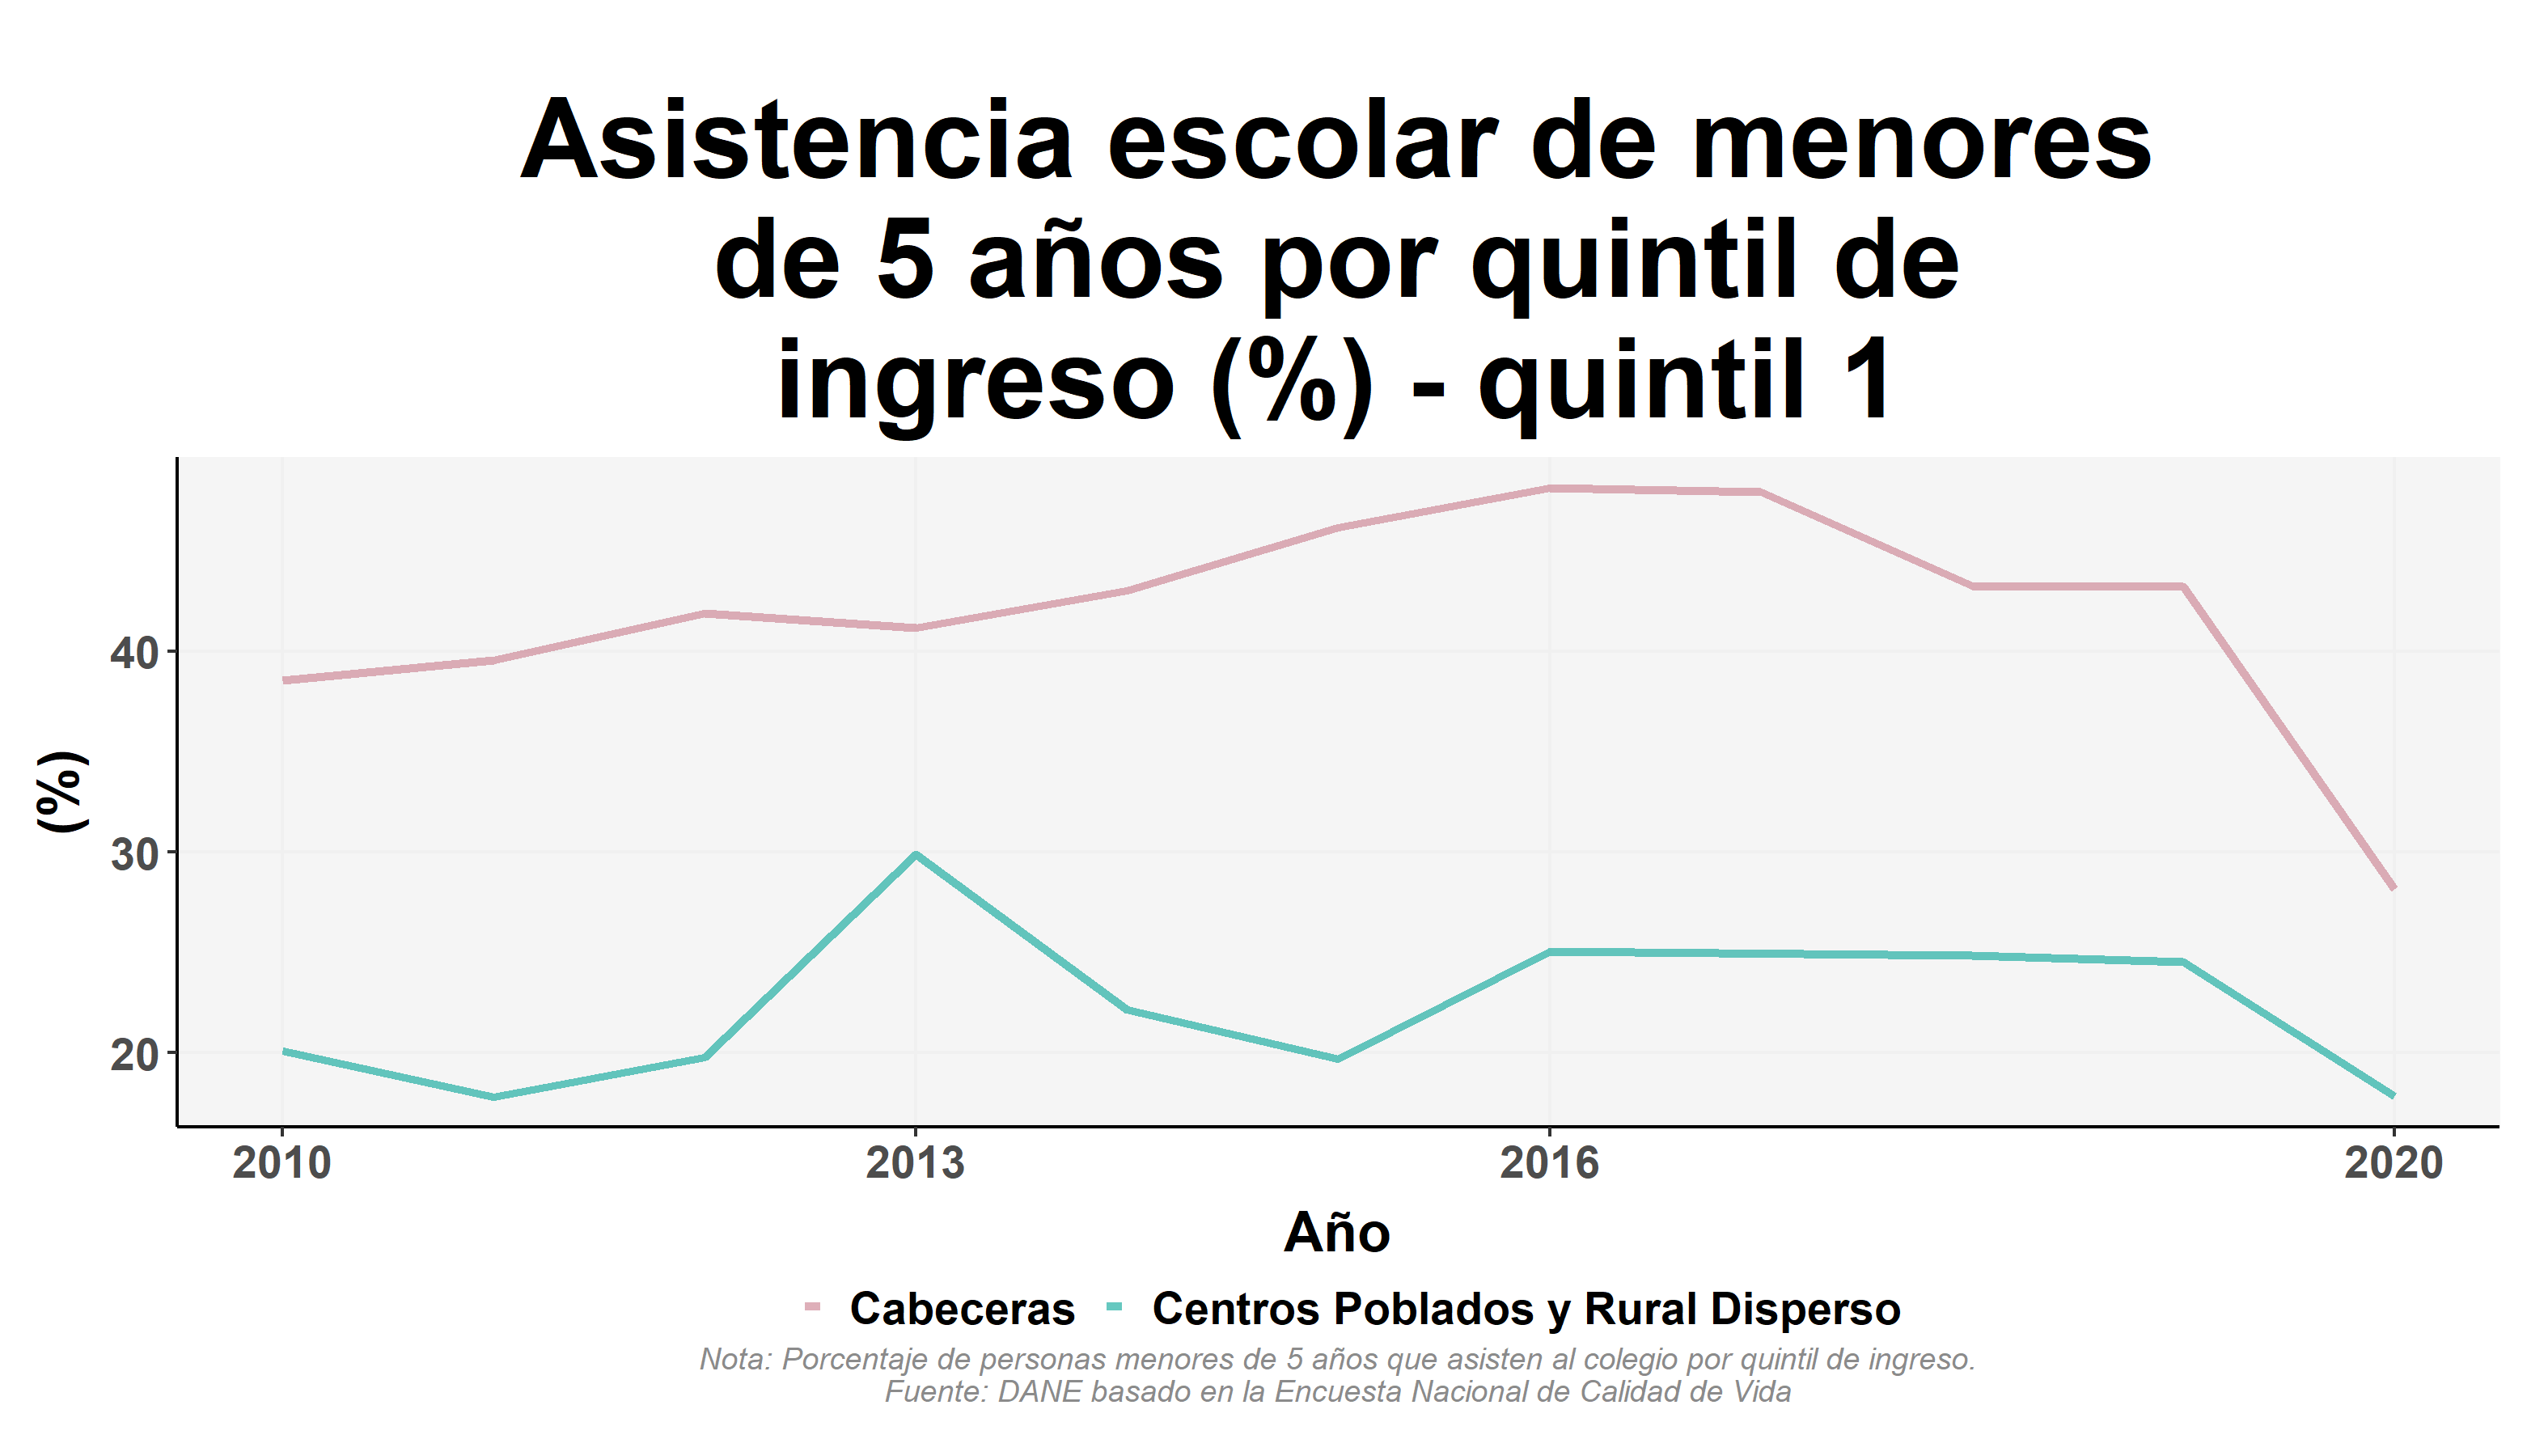 Asistencia escolar de menores
de 5 años por quintil de
ingreso (%) - quintil 1
(%)
40
30
20
2010 2013 2016 2020
Año
Cabeceras Centros Poblados y Rural Disperso
Nota: Porcentaje de personas menores de 5 años que asisten al colegio por quintil de ingreso.
Fuente: DANE basado en la Encuesta Nacional de Calidad de Vida